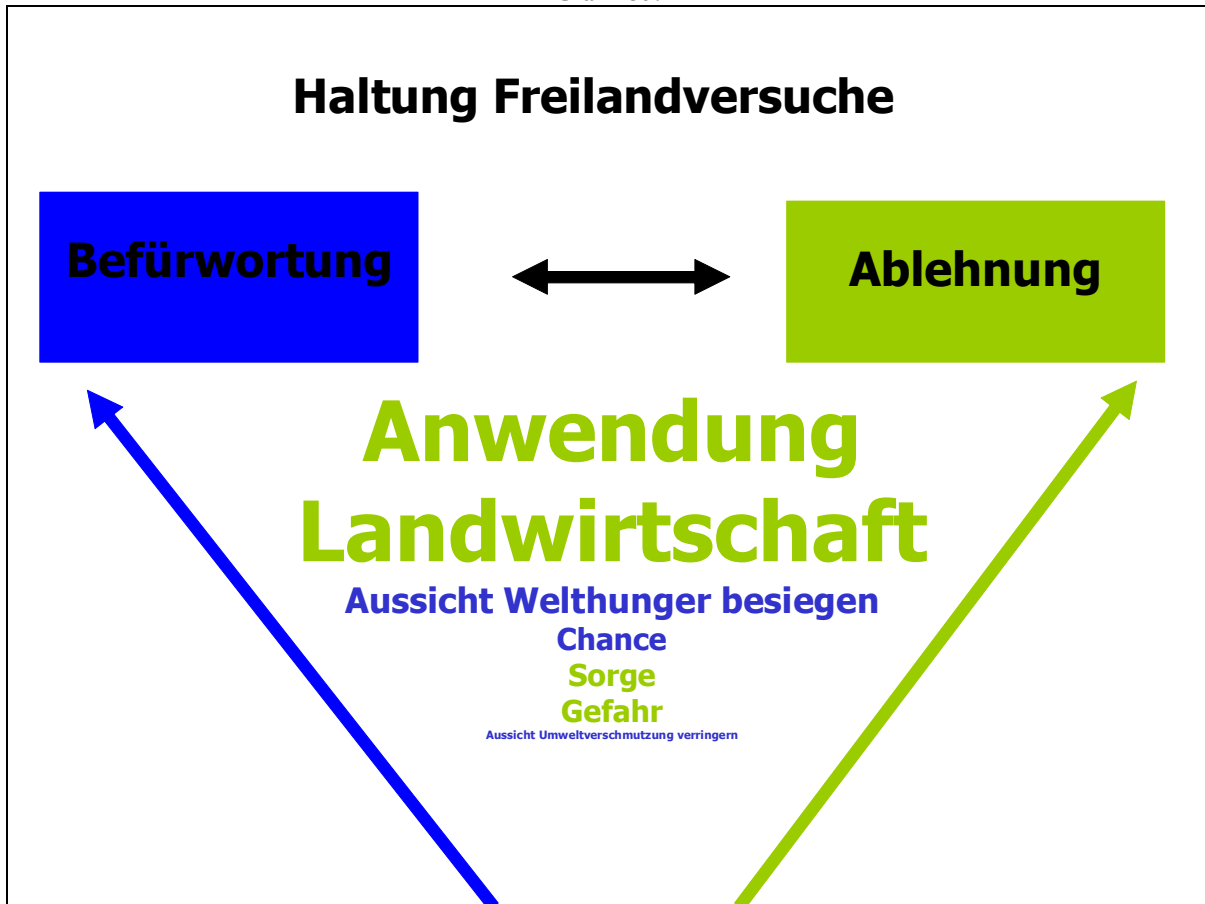 Haltung Freilandversuche
Befürwortung
Ablehnung
Anwendung
Landwirtschaft
Aussicht Welthunger besiegen
Chance
Sorge
Gefahr
Aussicht Umweltverschmutzung verringern